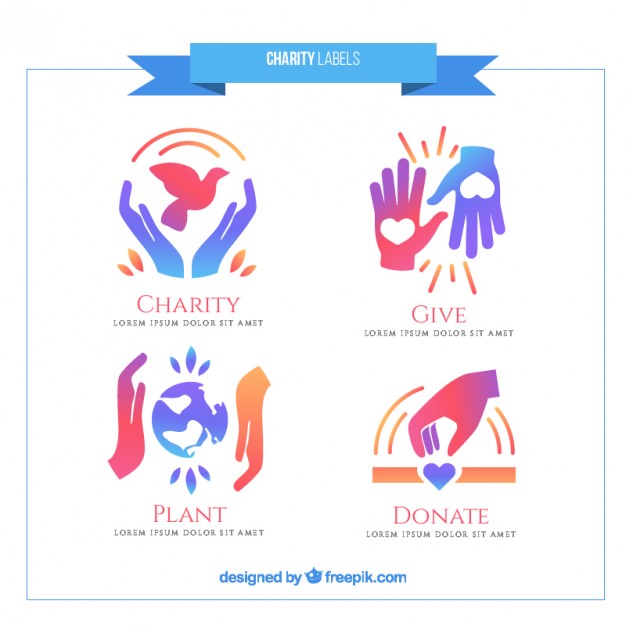 CHARITY LABELS
CHARITY
LOREM IPSUM DOLOR SIT AMET
GIVE
LOREM IPSUM DOLOR SIT AMET
PLANT
LOREM IPSUM DOLOR SIT AMET
DONATE
LOREM IPSUM DOLOR SIT AMET
designed by freepik.com